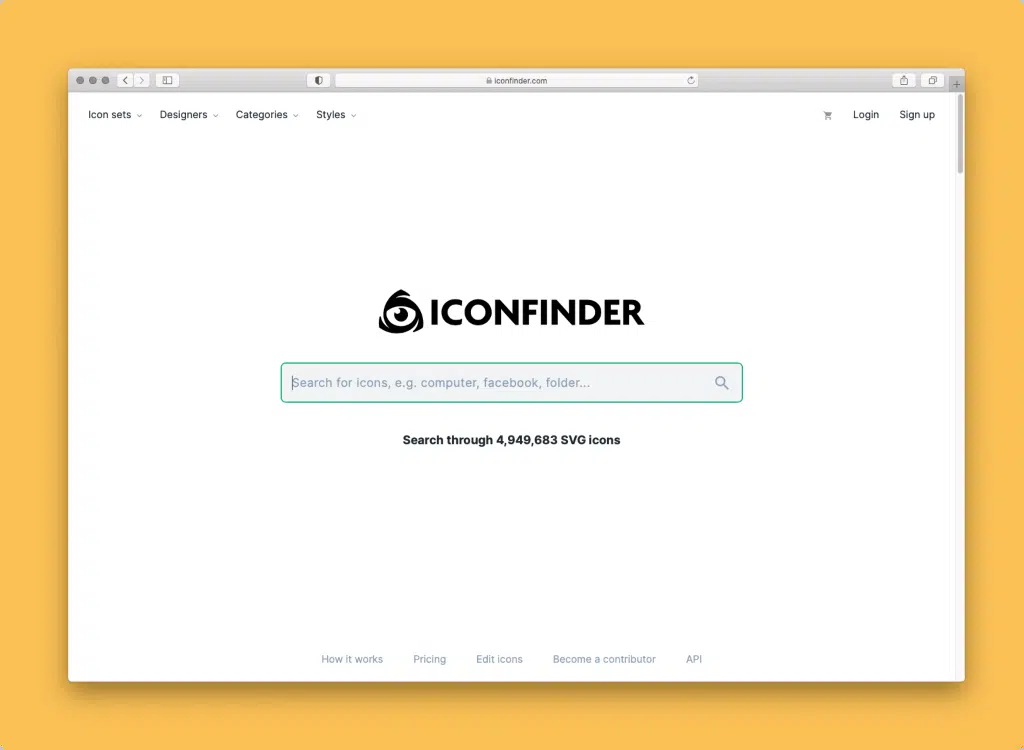 iconfinder.com
Icon sets Designers Categories Styles Login Sign up
ICONFINDER
Search for icons, e.g. computer, facebook, folder...
Search through 4,949,683 SVG icons
How it works Pricing Edit icons Become a contributor API